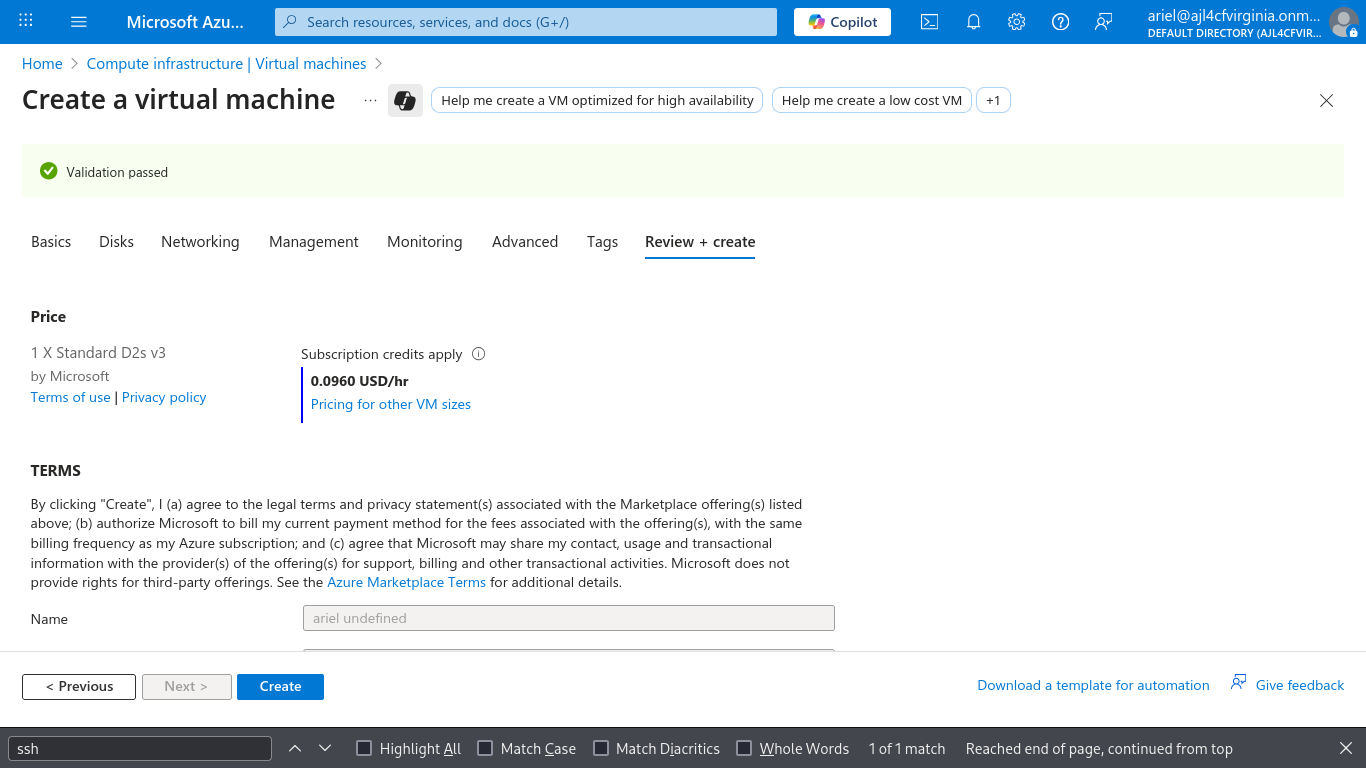 Microsoft Azu...
Search resources, services, and docs (G+/)
Copilot
ariel@ajl4cfvirginia.onm...
DEFAULT DIRECTORY (AJL4CFVIR...
Home > Compute infrastructure | Virtual machines >
Create a virtual machine ...
Help me create a VM optimized for high availability
Help me create a low cost VM
+1
Validation passed
Basics Disks Networking Management Monitoring Advanced Tags Review + create
Price
1 X Standard D2s v3
by Microsoft
Terms of use | Privacy policy
Subscription credits apply
0.0960 USD/hr
Pricing for other VM sizes
TERMS
By clicking "Create", I (a) agree to the legal terms and privacy statement(s) associated with the Marketplace offering(s) listed
above; (b) authorize Microsoft to bill my current payment method for the fees associated with the offering(s), with the same
billing frequency as my Azure subscription; and (c) agree that Microsoft may share my contact, usage and transactional
information with the provider(s) of the offering(s) for support, billing and other transactional activities. Microsoft does not
provide rights for third-party offerings. See the Azure Marketplace Terms for additional details.
Name
ariel undefined
< Previous
Next >
Create
Download a template for automation
Give feedback
ssh
Highlight All
Match Case
Match Diacritics
Whole Words
1 of 1 match
Reached end of page, continued from top